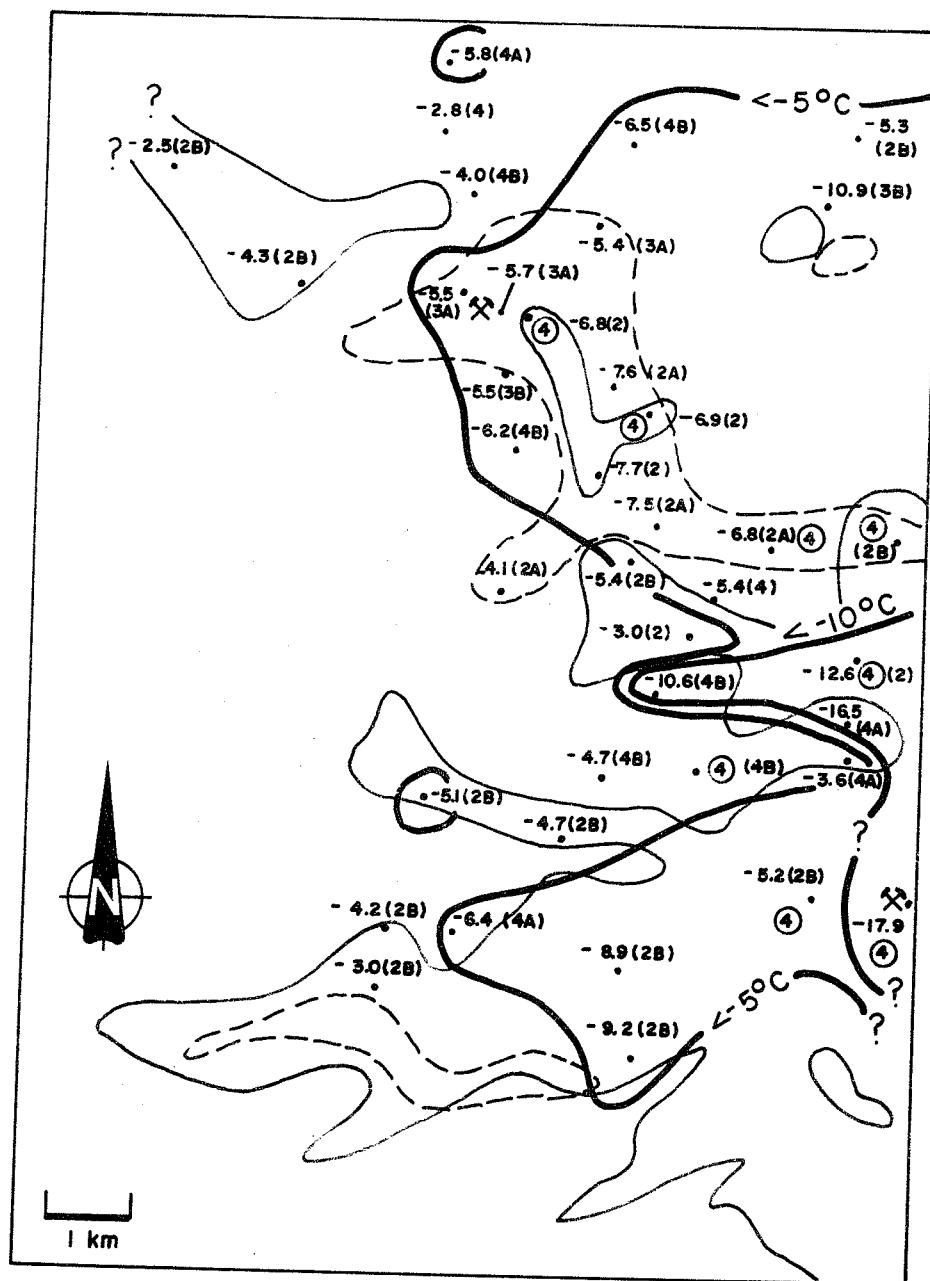 -5.8(4A)
-2.8(4)
<-5°C
?
-6.5(4B)
-5.3
(2B)
? -2.5(2B)
-4.0(4B)
-10.9(3B)
-5.4(3A)
-4.3(2B)
-5.7(3A)
-5.5
(3A)
4 -6.8(2)
-7.6(2A)
-5.5(3B)
4 -6.9(2)
-6.2(4B)
-7.7(2)
-7.5(2A)
-6.8(2A) 4
4
(2B)
-4.1(2A)
-5.4(2B)
-5.4(4)
<-10°C
-3.0(2)
-12.6 4 (2)
-10.6(4B)
-16.5
(4A)
-4.7(4B)
4 (4B)
-3.6(4A)
-5.1(2B)
-4.7(2B)
?
-5.2(2B)
N
-4.2(2B)
-6.4(4A)
4
-17.9
4
-8.9(2B)
-3.0(2B)
<-5°C
?
?
-9.2(2B)
1 km